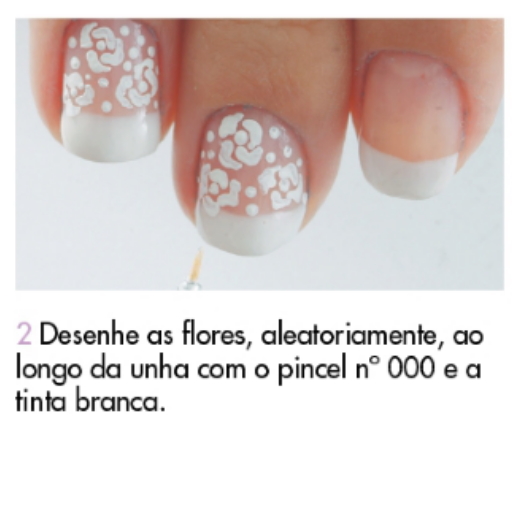 2 Desenhe as flores, aleatoriamente, ao
longo da unha com o pincel nº 000 e a
tinta branca.